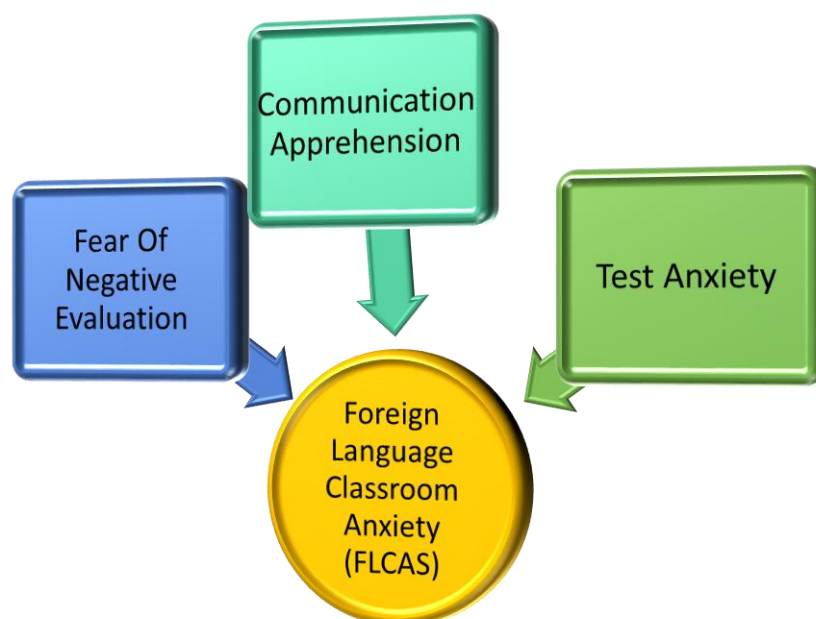 Communication
Apprehension
Fear Of
Negative
Evaluation
Test Anxiety
Foreign
Language
Classroom
Anxiety
(FLCAS)